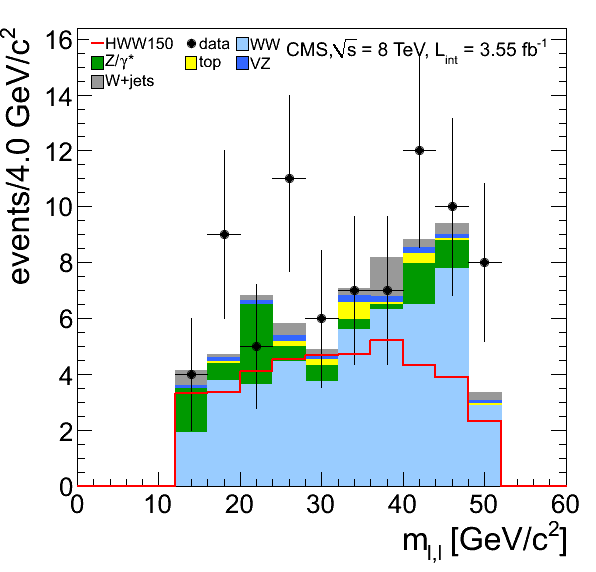 events/4.0 GeV/c²
HWW150 data WW
Z/γ* top VZ
W+jets
CMS,√s = 8 TeV, L_int = 3.55 fb⁻¹
16
14
12
10
8
6
4
2
0
0 10 20 30 40 50 60
m_l,l [GeV/c²]